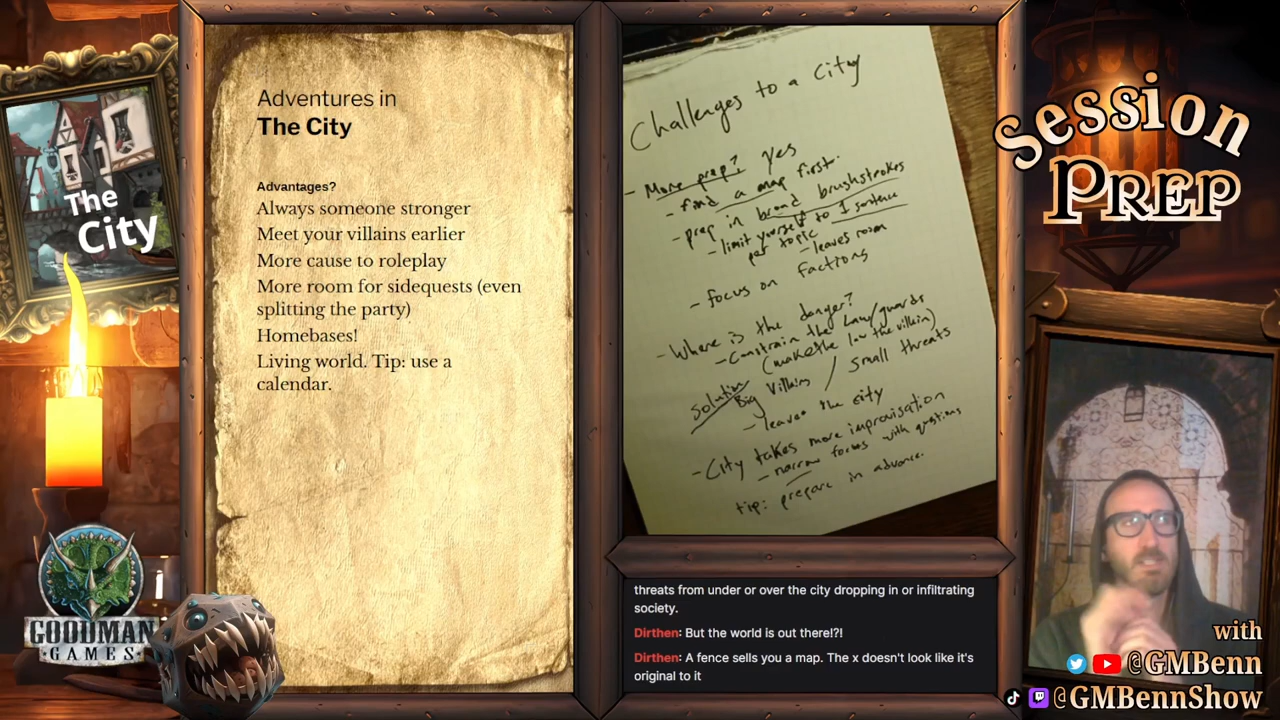 The
City
Adventures in
The City
Advantages?
Always someone stronger
Meet your villains earlier
More cause to roleplay
More room for sidequests (even
splitting the party)
Homebases!
Living world. Tip: use a
calendar.
GOODMAN
GAMES
Challenges to a City
- More prep? Yes
- find a map first.
- prep in broad brushstrokes
- limit yourself to 1 sentence
per topic - leaves room
- focus on factions
- Where is the danger?
- Constrain the Law/guards
(make the law the villain)
Solution Big Villains / Small threats
- leave the city
- City takes more improvisation
- narrow focus with questions
tip: prepare in advance.
threats from under or over the city dropping in or infiltrating
society.
Dirthen: But the world is out there!?!
Dirthen: A fence sells you a map. The x doesn't look like it's
original to it
Session
PREP
with
@GMBenn
@GMBennShow